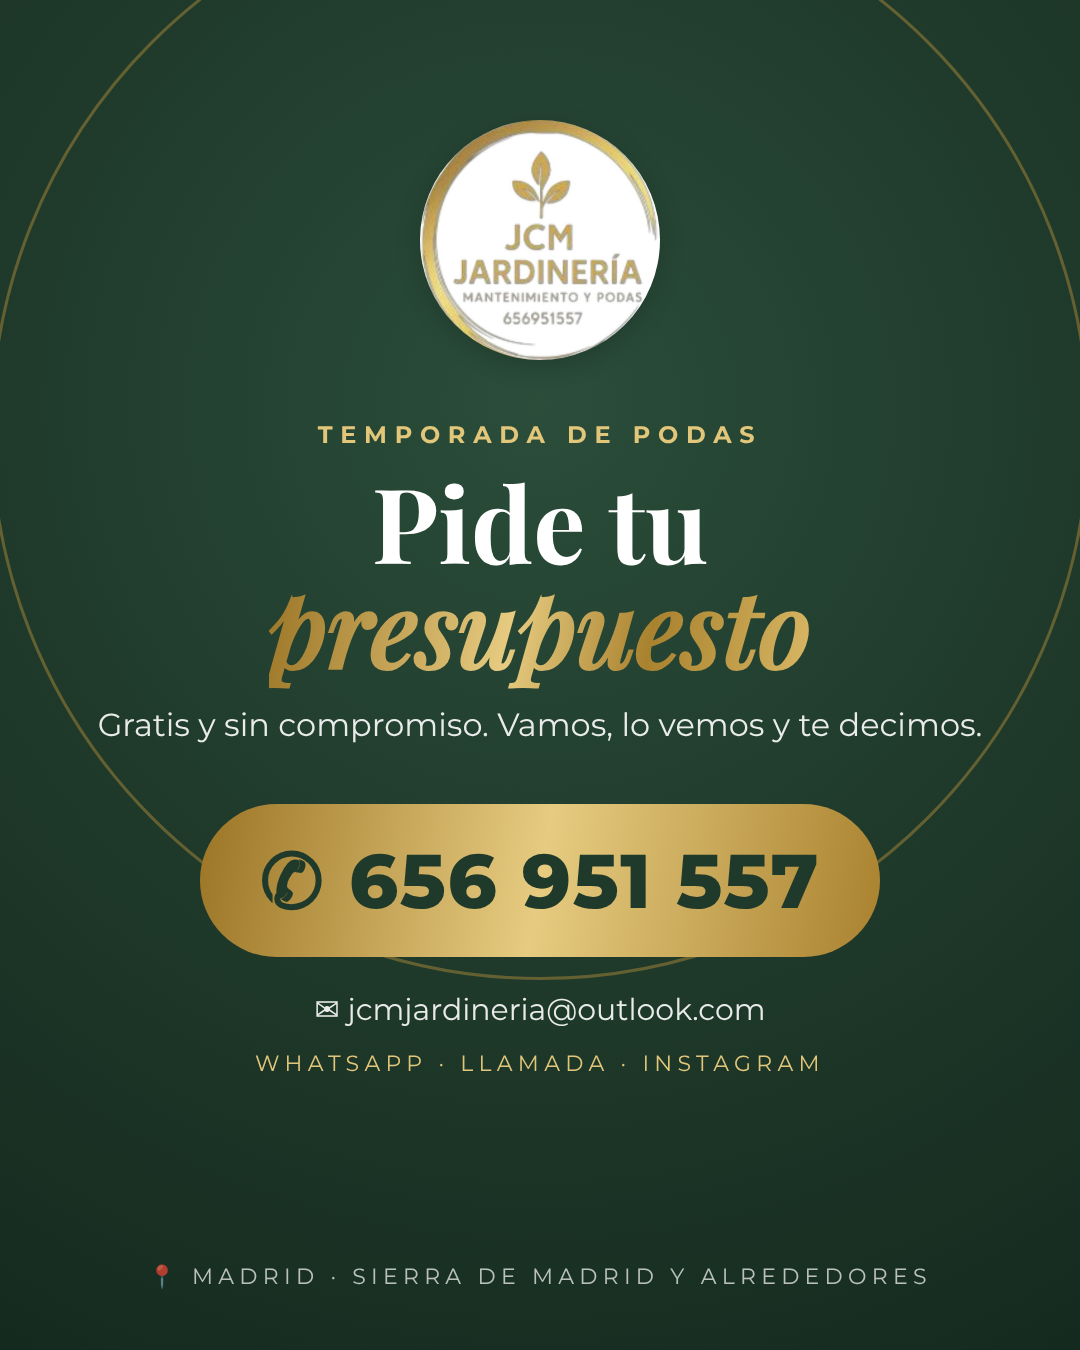 JCM
JARDINERÍA
MANTENIMIENTO Y PODAS
656951557
TEMPORADA DE PODAS
Pide tu
presupuesto
Gratis y sin compromiso. Vamos, lo vemos y te decimos.
✆ 656 951 557
✉ jcmjardineria@outlook.com
WHATSAPP · LLAMADA · INSTAGRAM
📍 MADRID · SIERRA DE MADRID Y ALREDEDORES